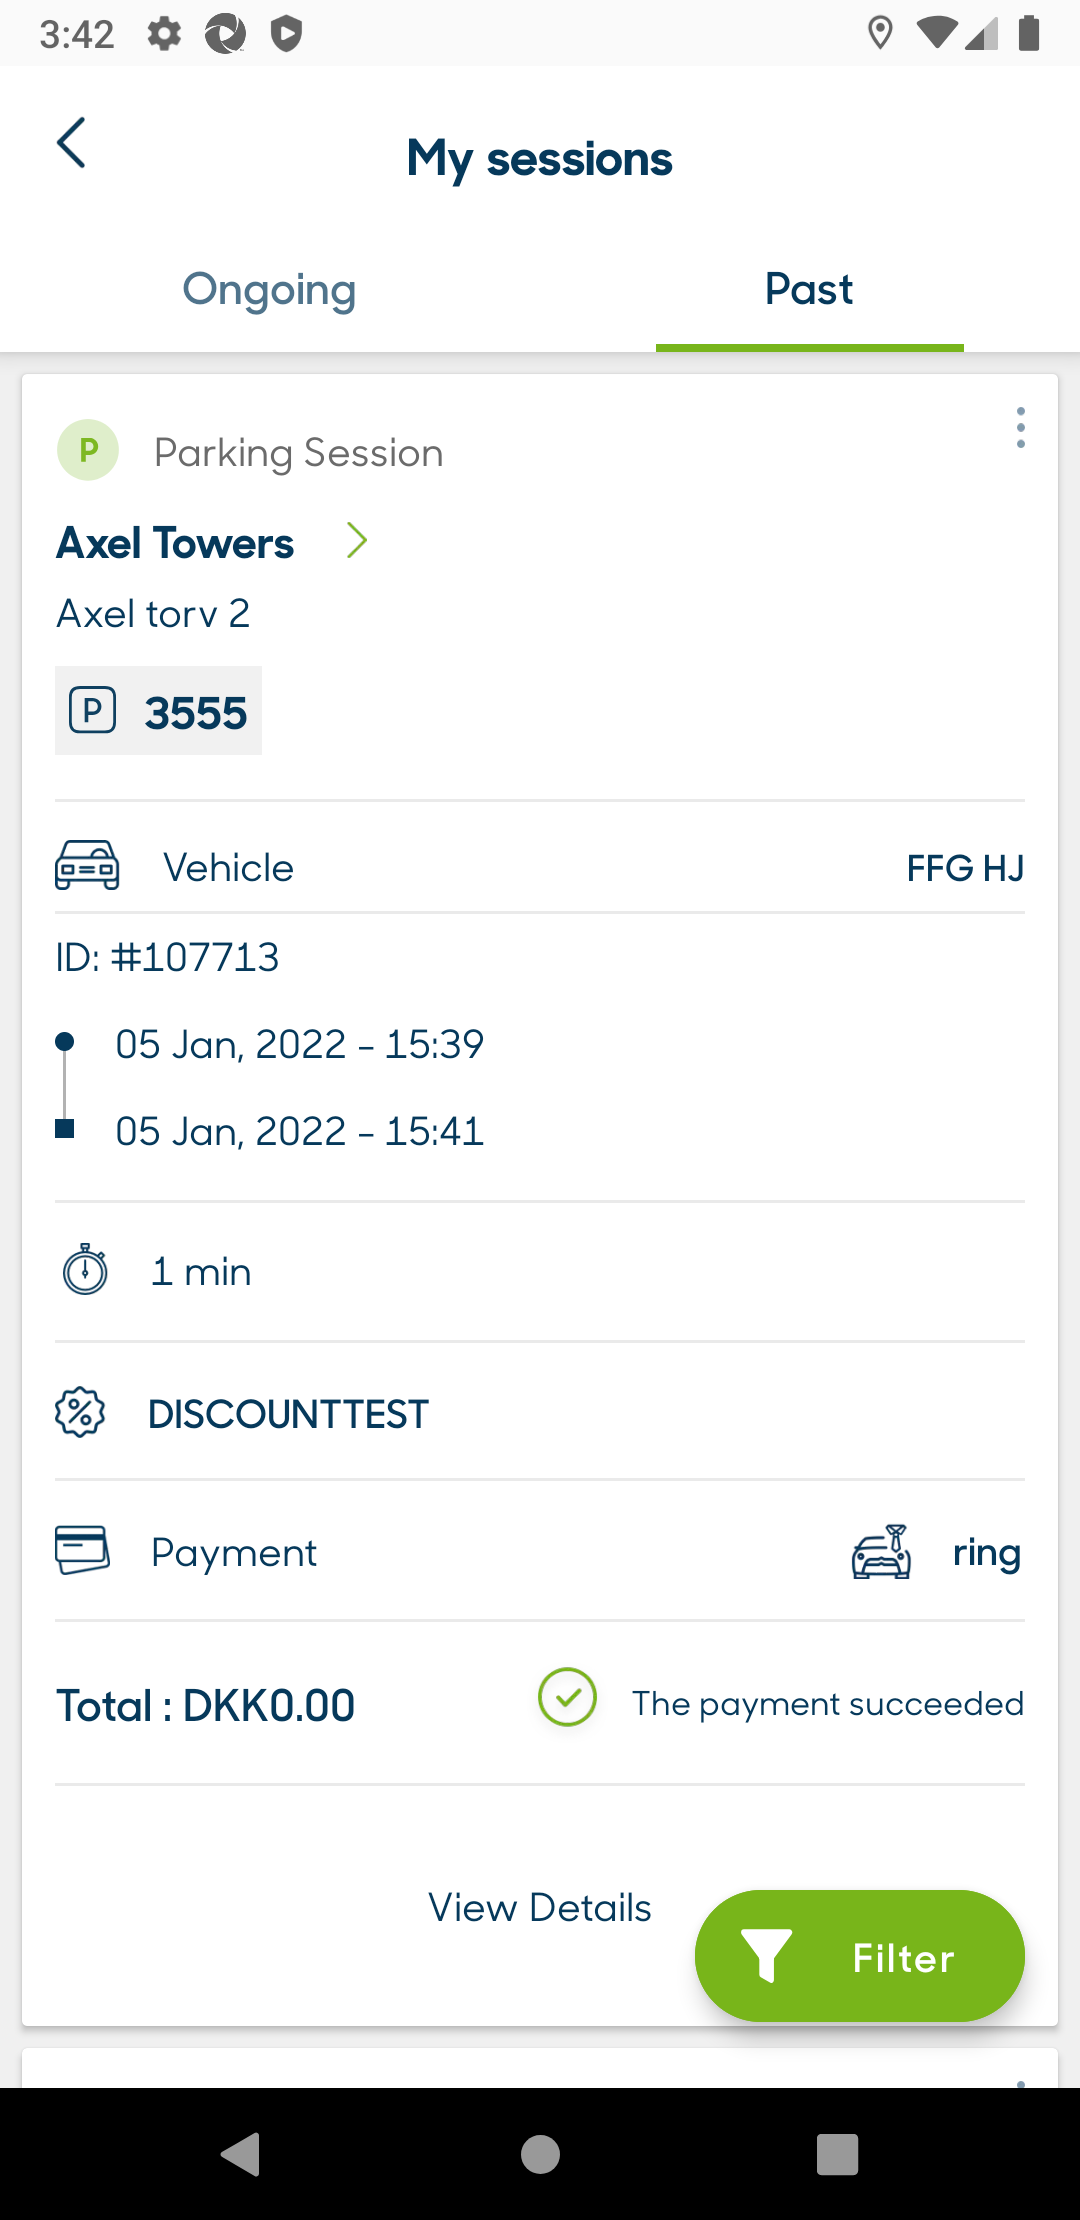 3:42
My sessions
Ongoing Past
P Parking Session
Axel Towers
Axel torv 2
P 3555
Vehicle FFG HJ
ID: #107713
05 Jan, 2022 - 15:39
05 Jan, 2022 - 15:41
1 min
DISCOUNTTEST
Payment ring
Total : DKK0.00 The payment succeeded
View Details
Filter